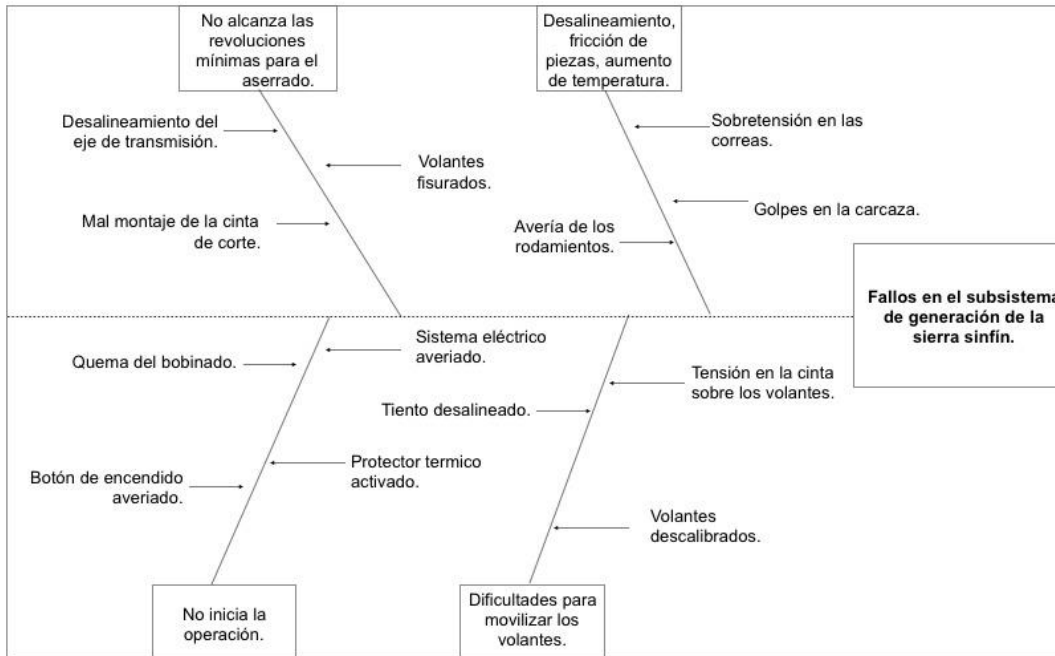 No alcanza las
revoluciones
mínimas para el
aserrado.
Desalineamiento,
fricción de
piezas, aumento
de temperatura.
Desalineamiento del
eje de transmisión.
Volantes
fisurados.
Mal montaje de la cinta
de corte.
Sobretensión en las
correas.
Golpes en la carcaza.
Avería de los
rodamientos.
Fallos en el subsistema
de generación de la
sierra sinfín.
Quema del bobinado.
Sistema eléctrico
averiado.
Botón de encendido
averiado.
Protector termico
activado.
Tiento desalineado.
Tensión en la cinta
sobre los volantes.
Volantes
descalibrados.
No inicia la
operación.
Dificultades para
movilizar los
volantes.